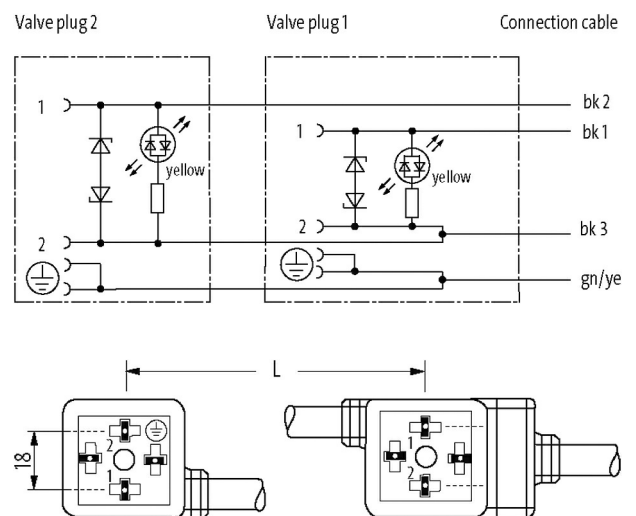 Valve plug 2
Valve plug 1
Connection cable
1
bk 2
1
bk 1
yellow
yellow
2
bk 3
2
gn/ye
L
18
2
1
1
2